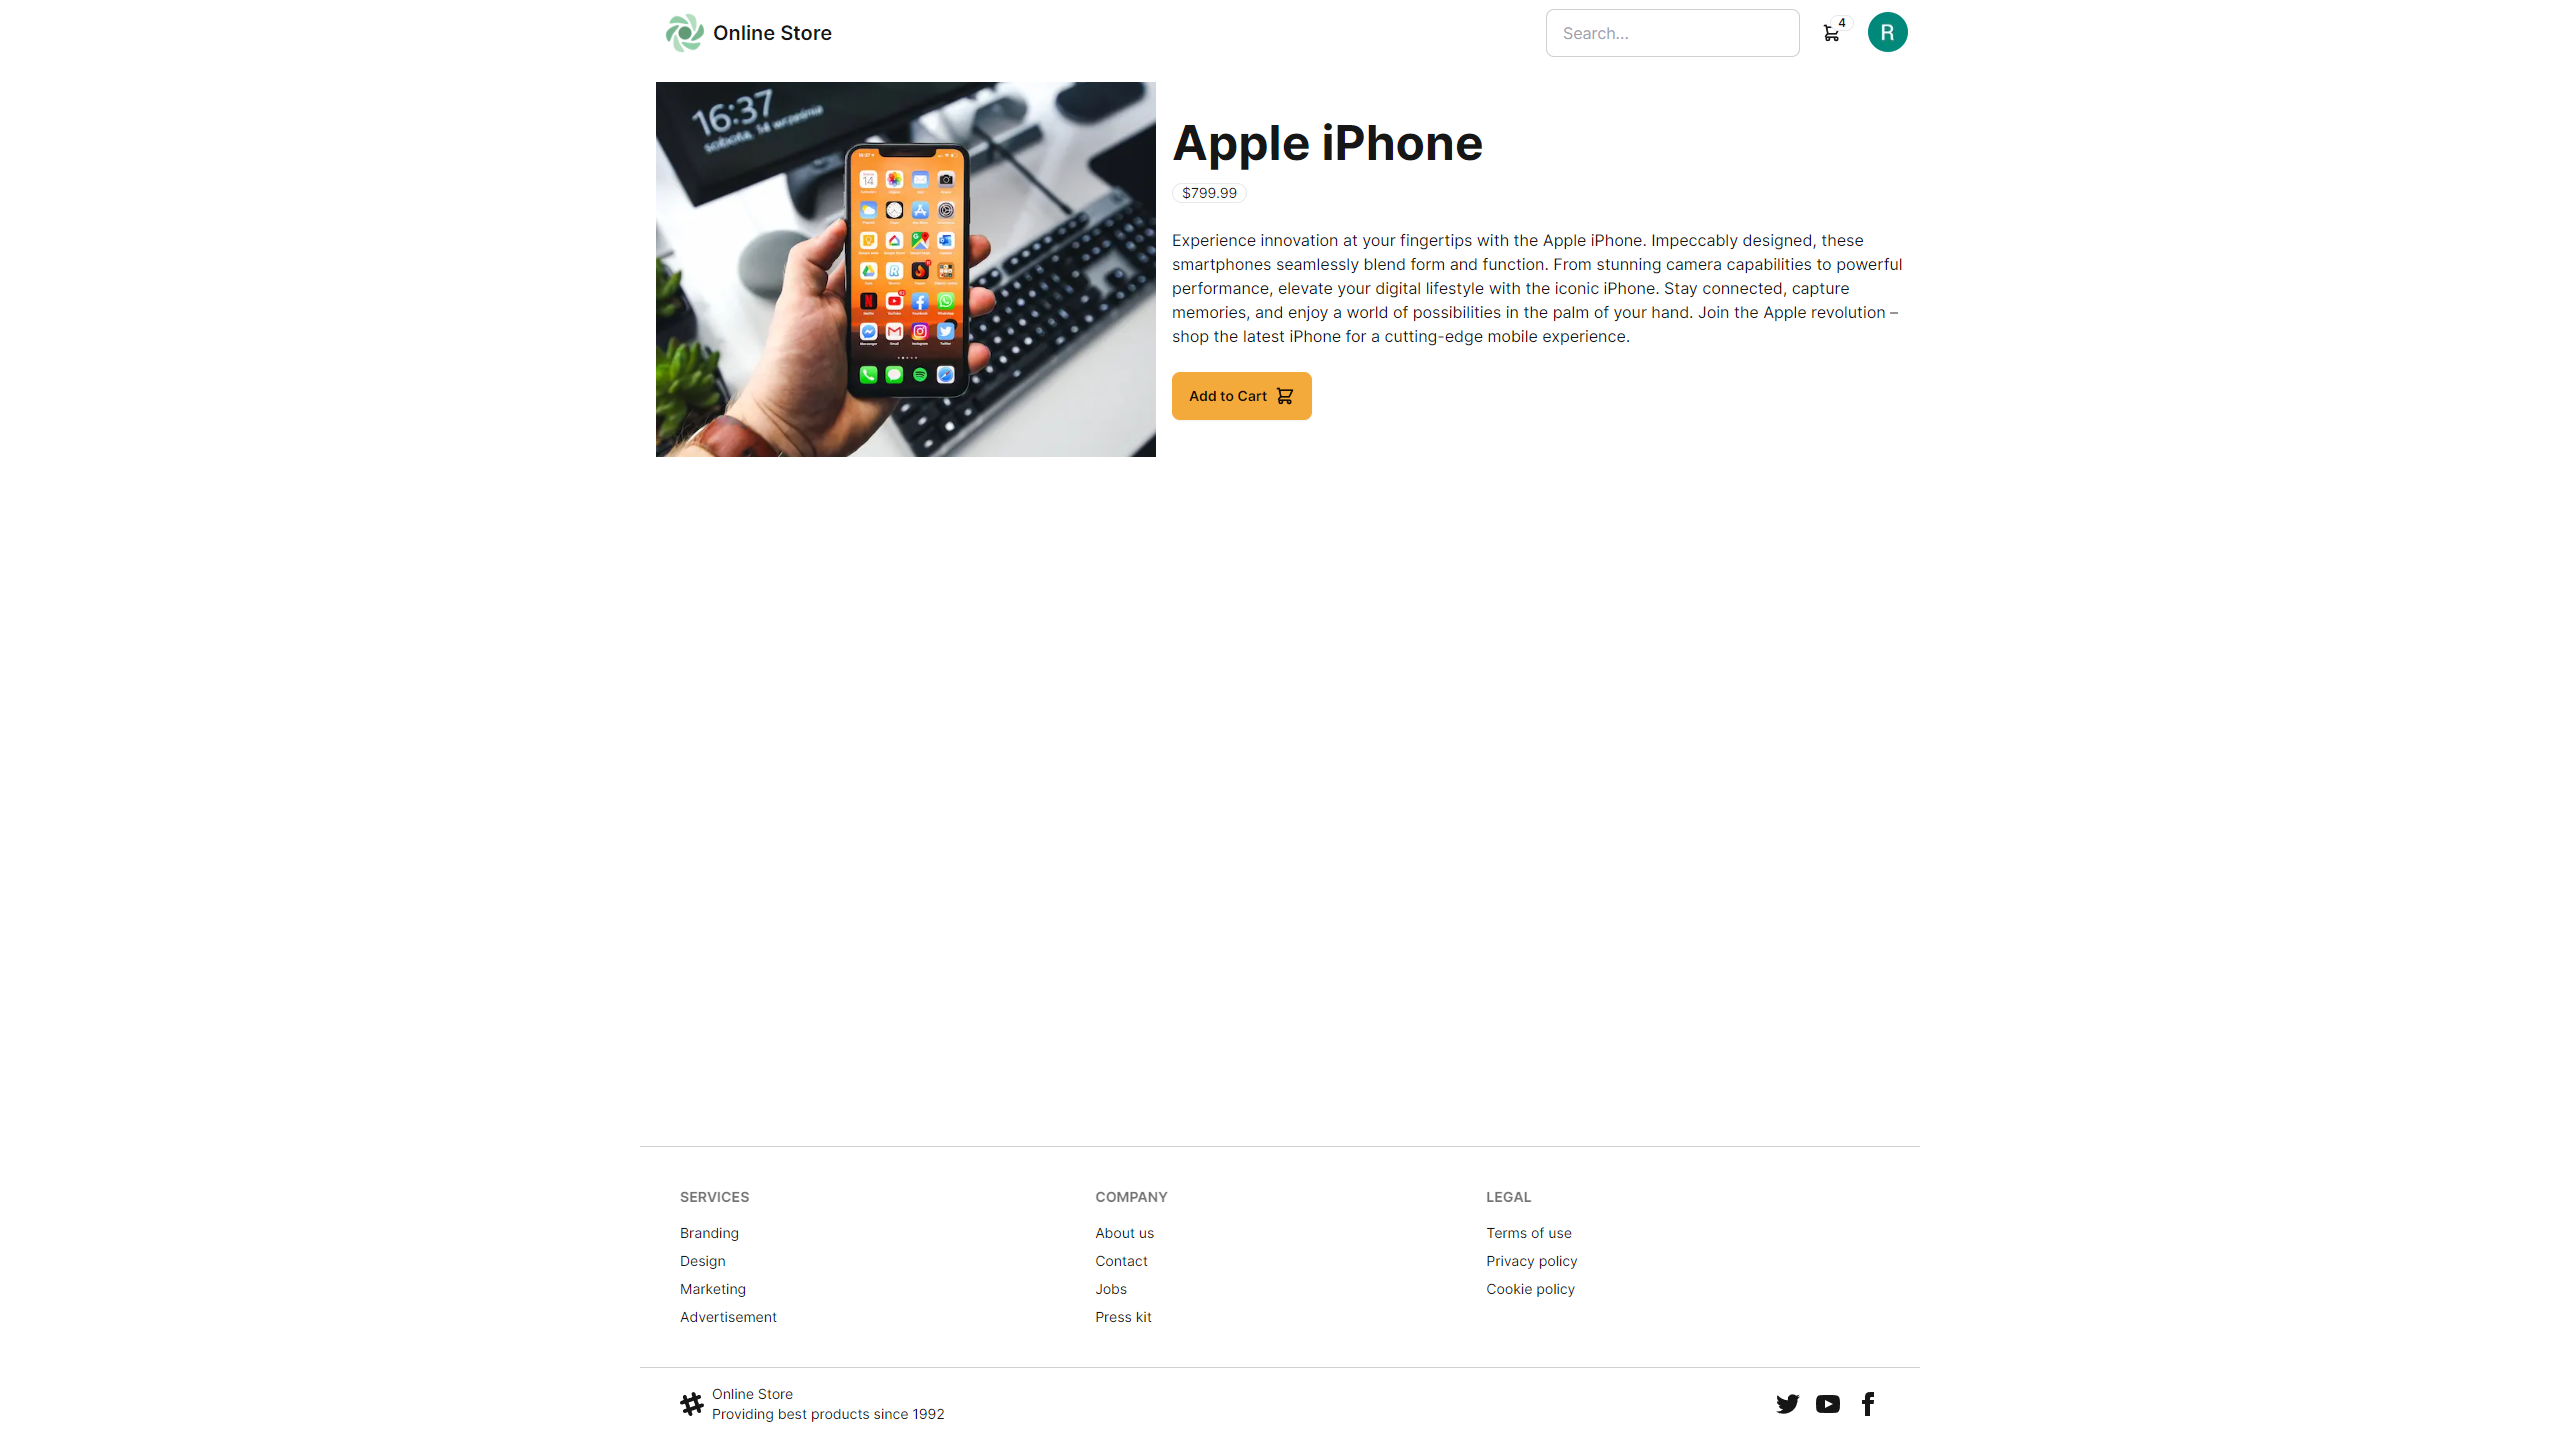 Online Store
Search...
4
R
16:37
sobota, 14 września
Apple iPhone
$799.99
Experience innovation at your fingertips with the Apple iPhone. Impeccably designed, these
smartphones seamlessly blend form and function. From stunning camera capabilities to powerful
performance, elevate your digital lifestyle with the iconic iPhone. Stay connected, capture
memories, and enjoy a world of possibilities in the palm of your hand. Join the Apple revolution –
shop the latest iPhone for a cutting-edge mobile experience.
Add to Cart
SERVICES
Branding
Design
Marketing
Advertisement
COMPANY
About us
Contact
Jobs
Press kit
LEGAL
Terms of use
Privacy policy
Cookie policy
Online Store
Providing best products since 1992